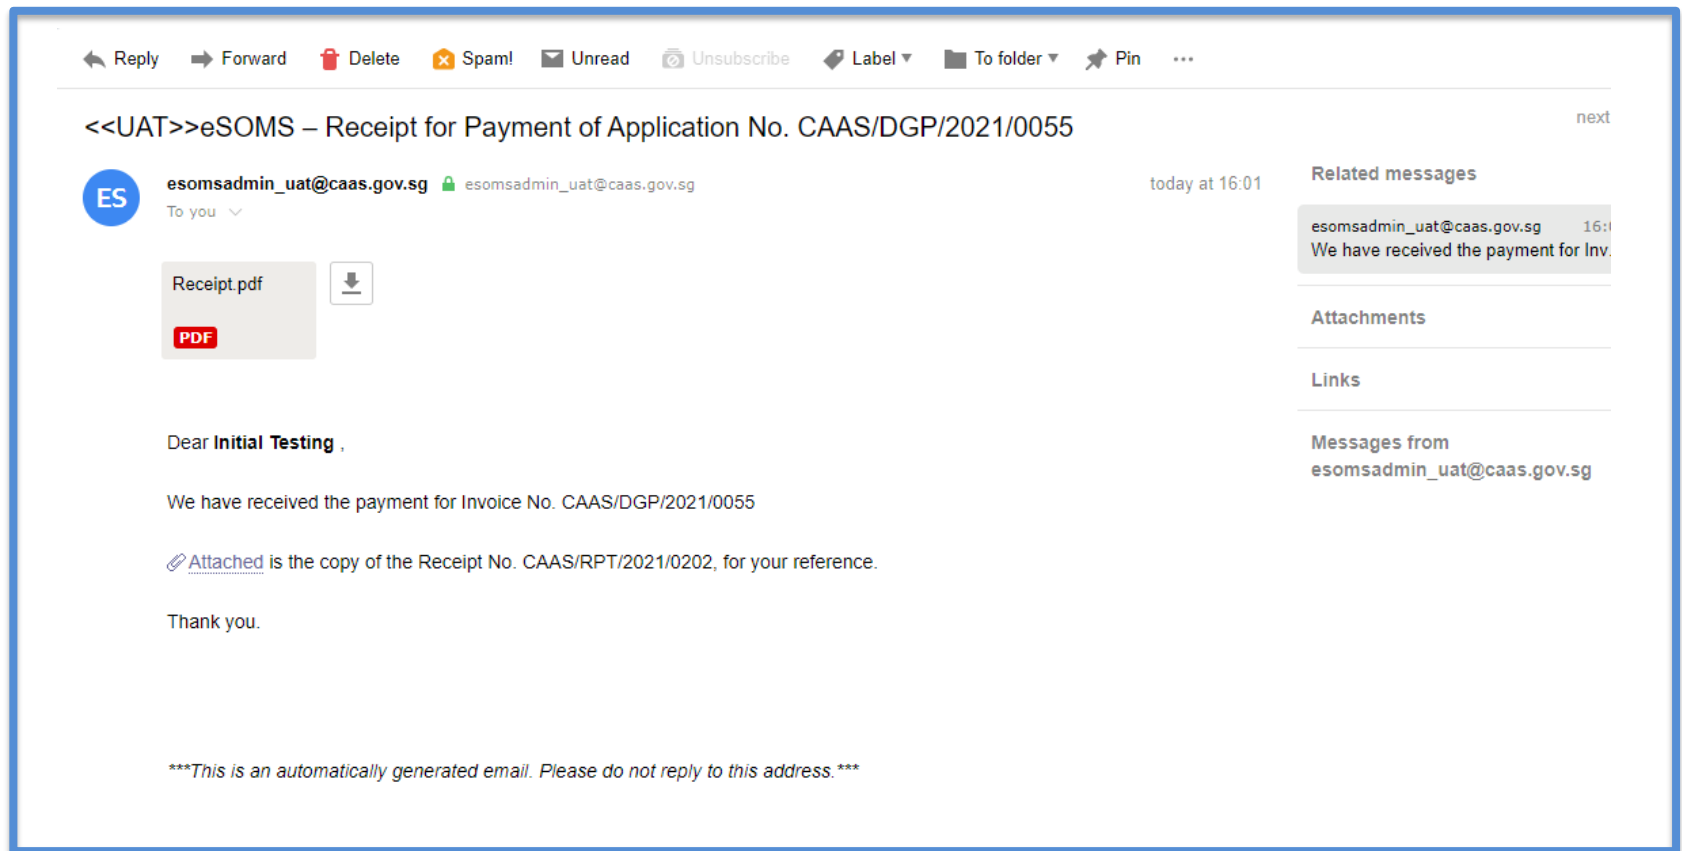 Reply Forward Delete Spam! Unread Unsubscribe Label To folder Pin ...
<<UAT>>eSOMS – Receipt for Payment of Application No. CAAS/DGP/2021/0055
next
ES
esomsadmin_uat@caas.gov.sg esomsadmin_uat@caas.gov.sg
today at 16:01
To you
Receipt.pdf
PDF
Dear Initial Testing ,
We have received the payment for Invoice No. CAAS/DGP/2021/0055
Attached is the copy of the Receipt No. CAAS/RPT/2021/0202, for your reference.
Thank you.
***This is an automatically generated email. Please do not reply to this address.***
Related messages
esomsadmin_uat@caas.gov.sg
We have received the payment for Inv.
Attachments
Links
Messages from
esomsadmin_uat@caas.gov.sg